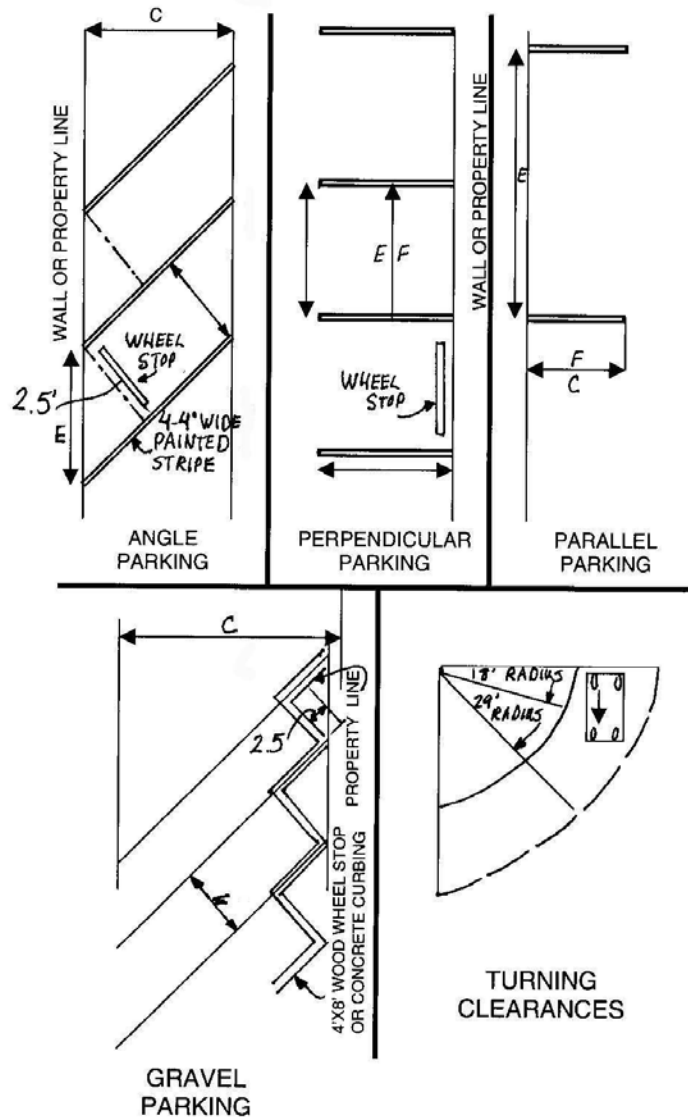 C
WALL OR PROPERTY LINE
WHEEL
STOP
2.5'
E
4-4" WIDE
PAINTED
STRIPE
ANGLE
PARKING
E F
WALL OR PROPERTY LINE
WHEEL
STOP
PERPENDICULAR
PARKING
E
F
C
PARALLEL
PARKING
C
2.5'
PROPERTY LINE
4'X8' WOOD WHEEL STOP
OR CONCRETE CURBING
GRAVEL
PARKING
18' RADIUS
29' RADIUS
TURNING
CLEARANCES